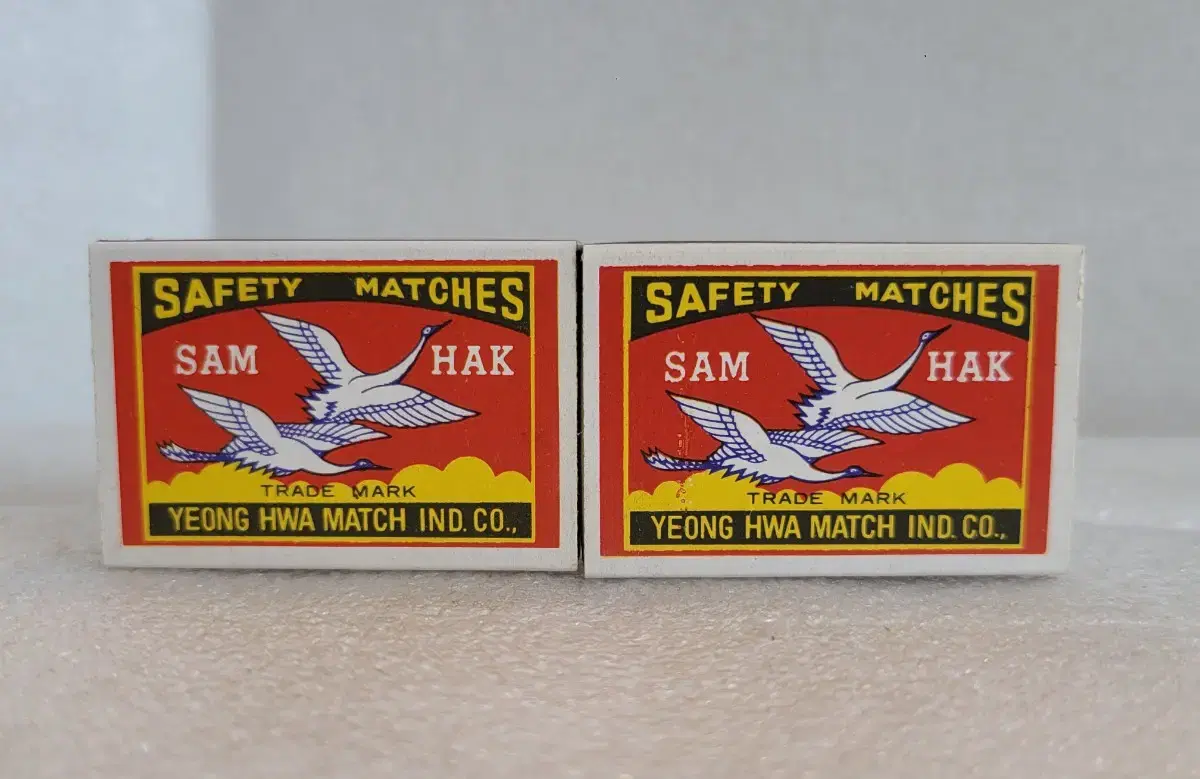 SAFETY MATCHES
SAM HAK
TRADE MARK
YEONG HWA MATCH IND. CO.,
SAFETY MATCHES
SAM HAK
TRADE MARK
YEONG HWA MATCH IND. CO.,